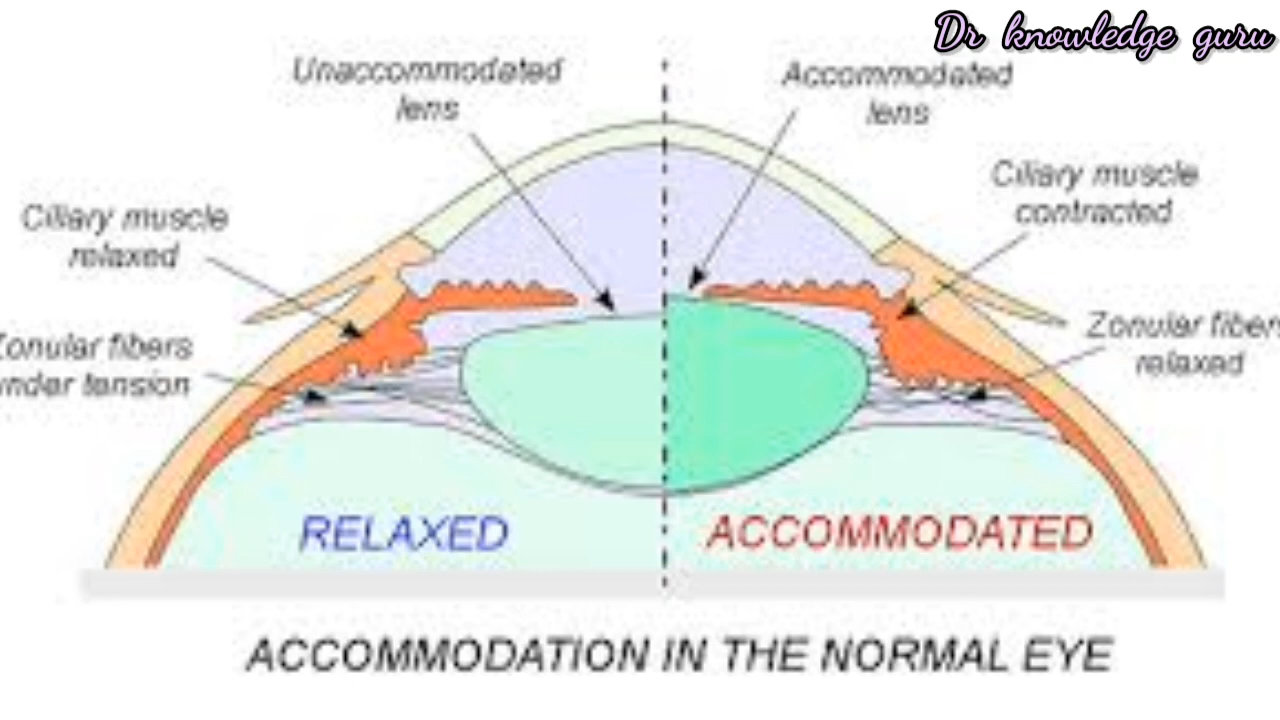 Dr knowledge guru
Unaccommodated
lens
Accommodated
lens
Ciliary muscle
contracted
Ciliary muscle
relaxed
Zonular fibers
under tension
Zonular fibers
relaxed
RELAXED
ACCOMMODATED
ACCOMMODATION IN THE NORMAL EYE